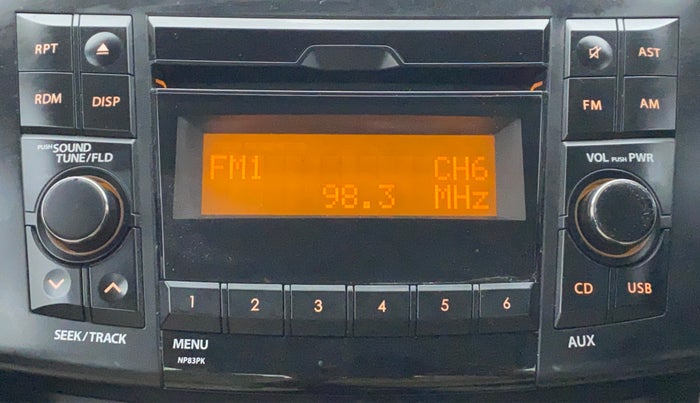 RPT
AST
RDM
DISP
FM
AM
PUSH SOUND
TUNE/FLD
VOL PUSH PWR
FM1 CH6
98.3 MHz
CD
USB
1 2 3 4 5 6
SEEK/TRACK
MENU
AUX
NP83PK